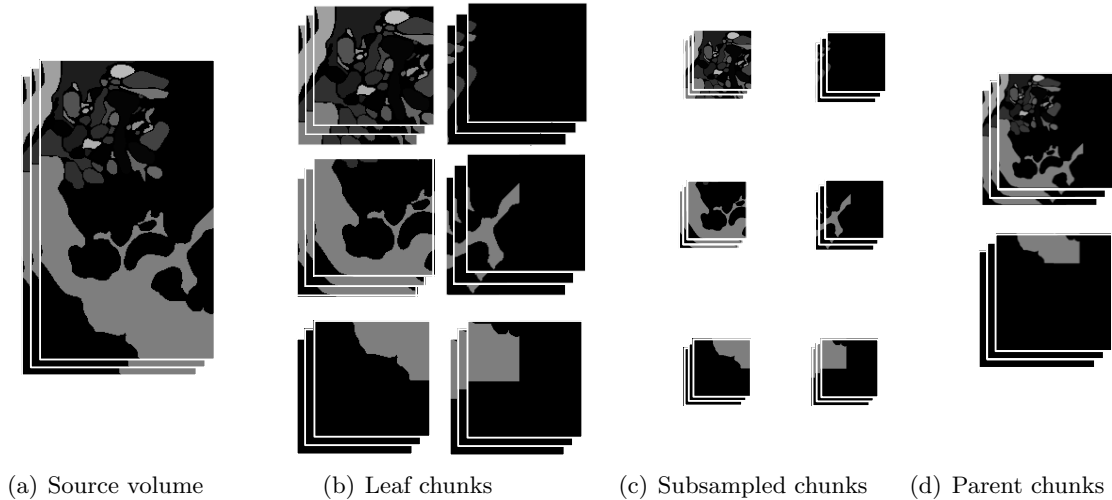 (a) Source volume
(b) Leaf chunks
(c) Subsampled chunks
(d) Parent chunks